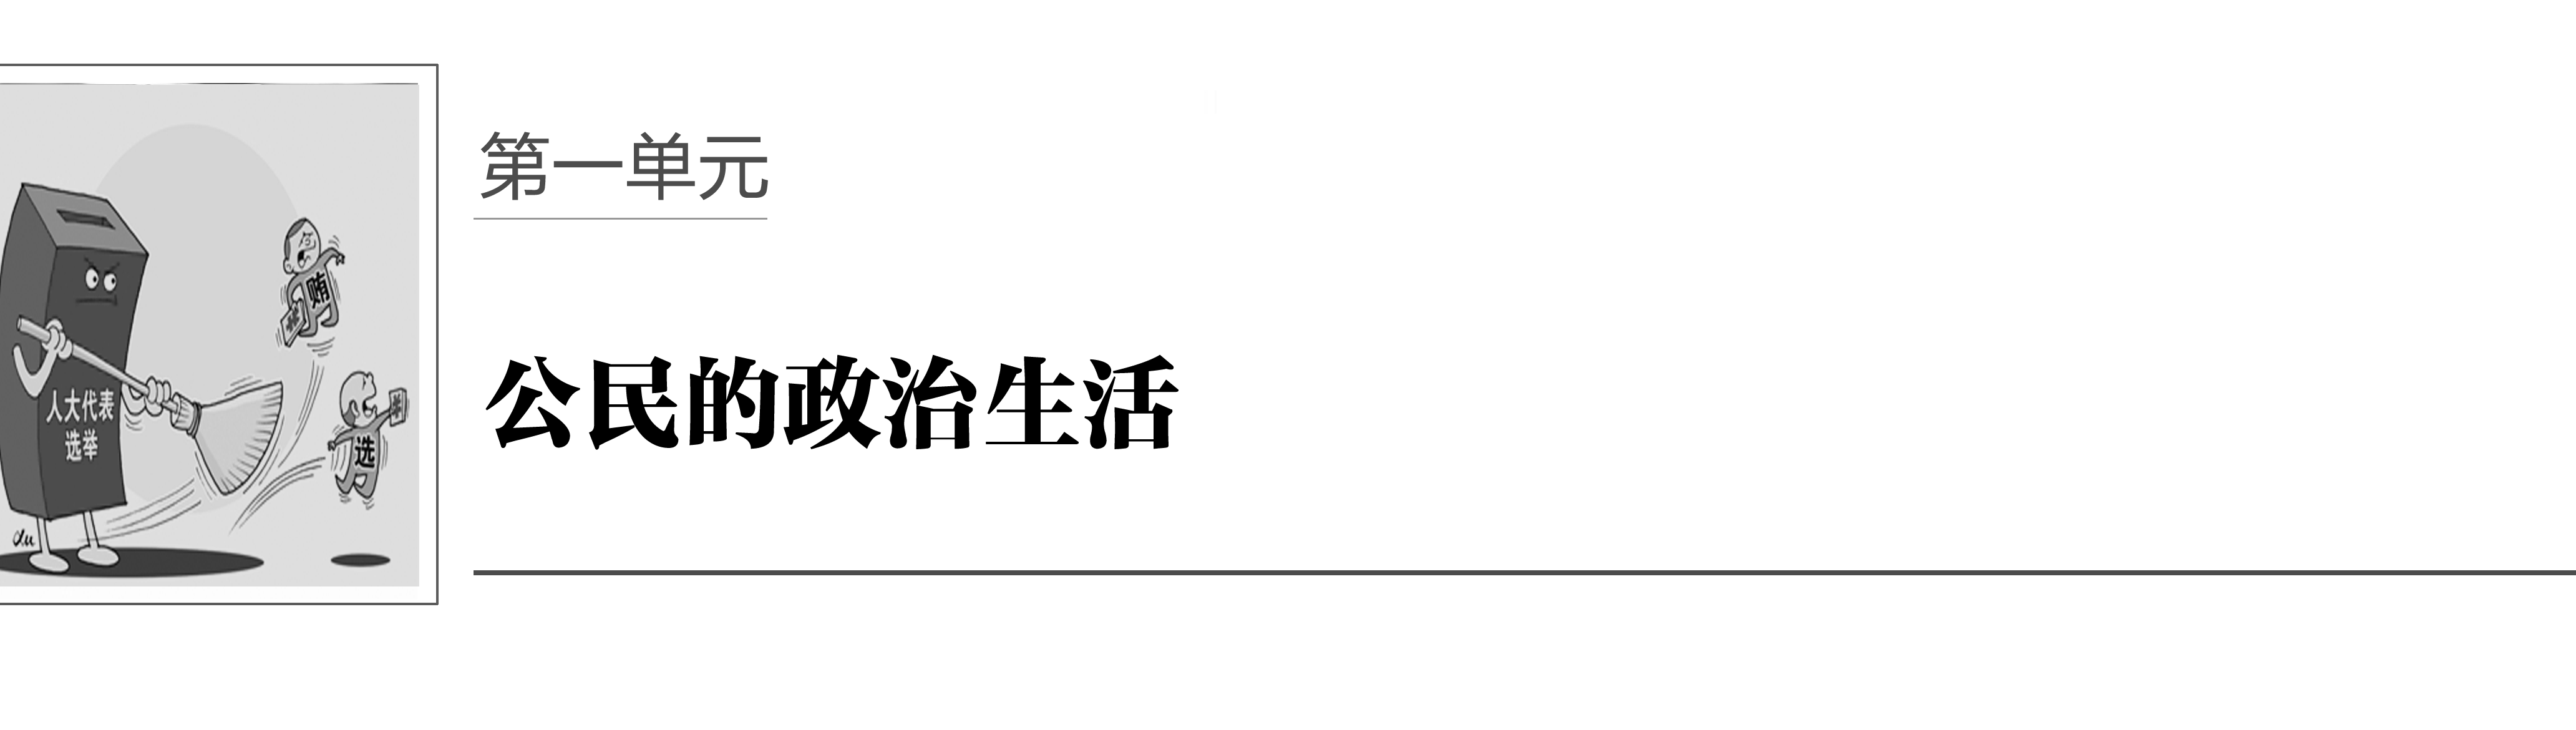 第一单元
公民的政治生活
人大代表
选举
贿
选